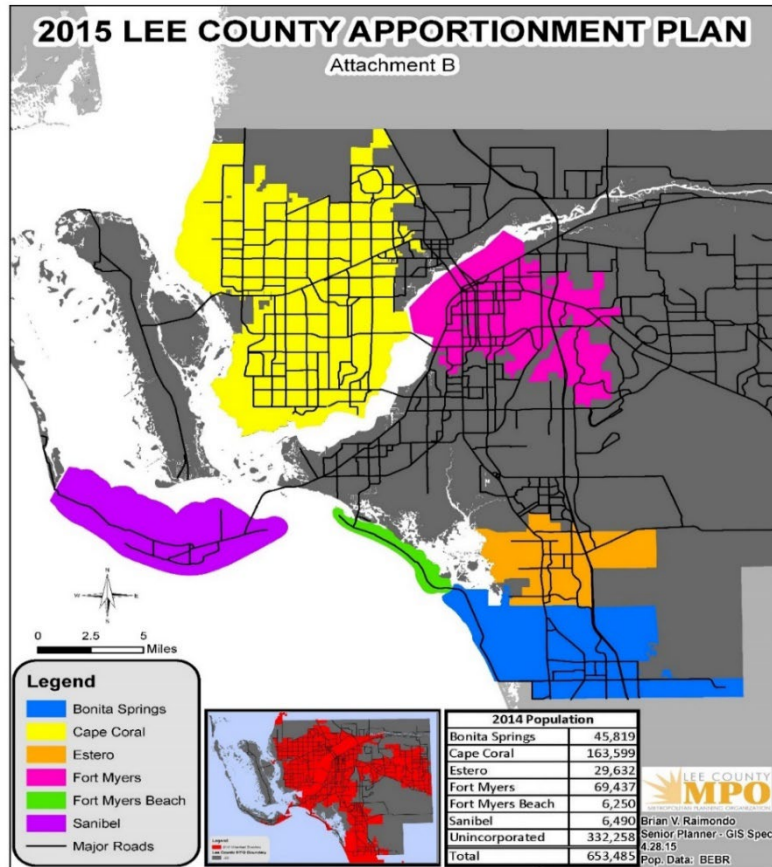 2015 LEE COUNTY APPORTIONMENT PLAN
Attachment B
N
W E
S
0 2.5 5
Miles
Legend
Bonita Springs
Cape Coral
Estero
Fort Myers
Fort Myers Beach
Sanibel
Major Roads
2014 Population
Bonita Springs 45,819
Cape Coral 163,599
Estero 29,632
Fort Myers 69,437
Fort Myers Beach 6,250
Sanibel 6,490
Unincorporated 332,258
Total 653,485
LEE COUNTY
MPO
METROPOLITAN PLANNING ORGANIZATION
Brian V. Raimondo
Senior Planner - GIS Spec
4.28.15
Pop. Data: BEBR